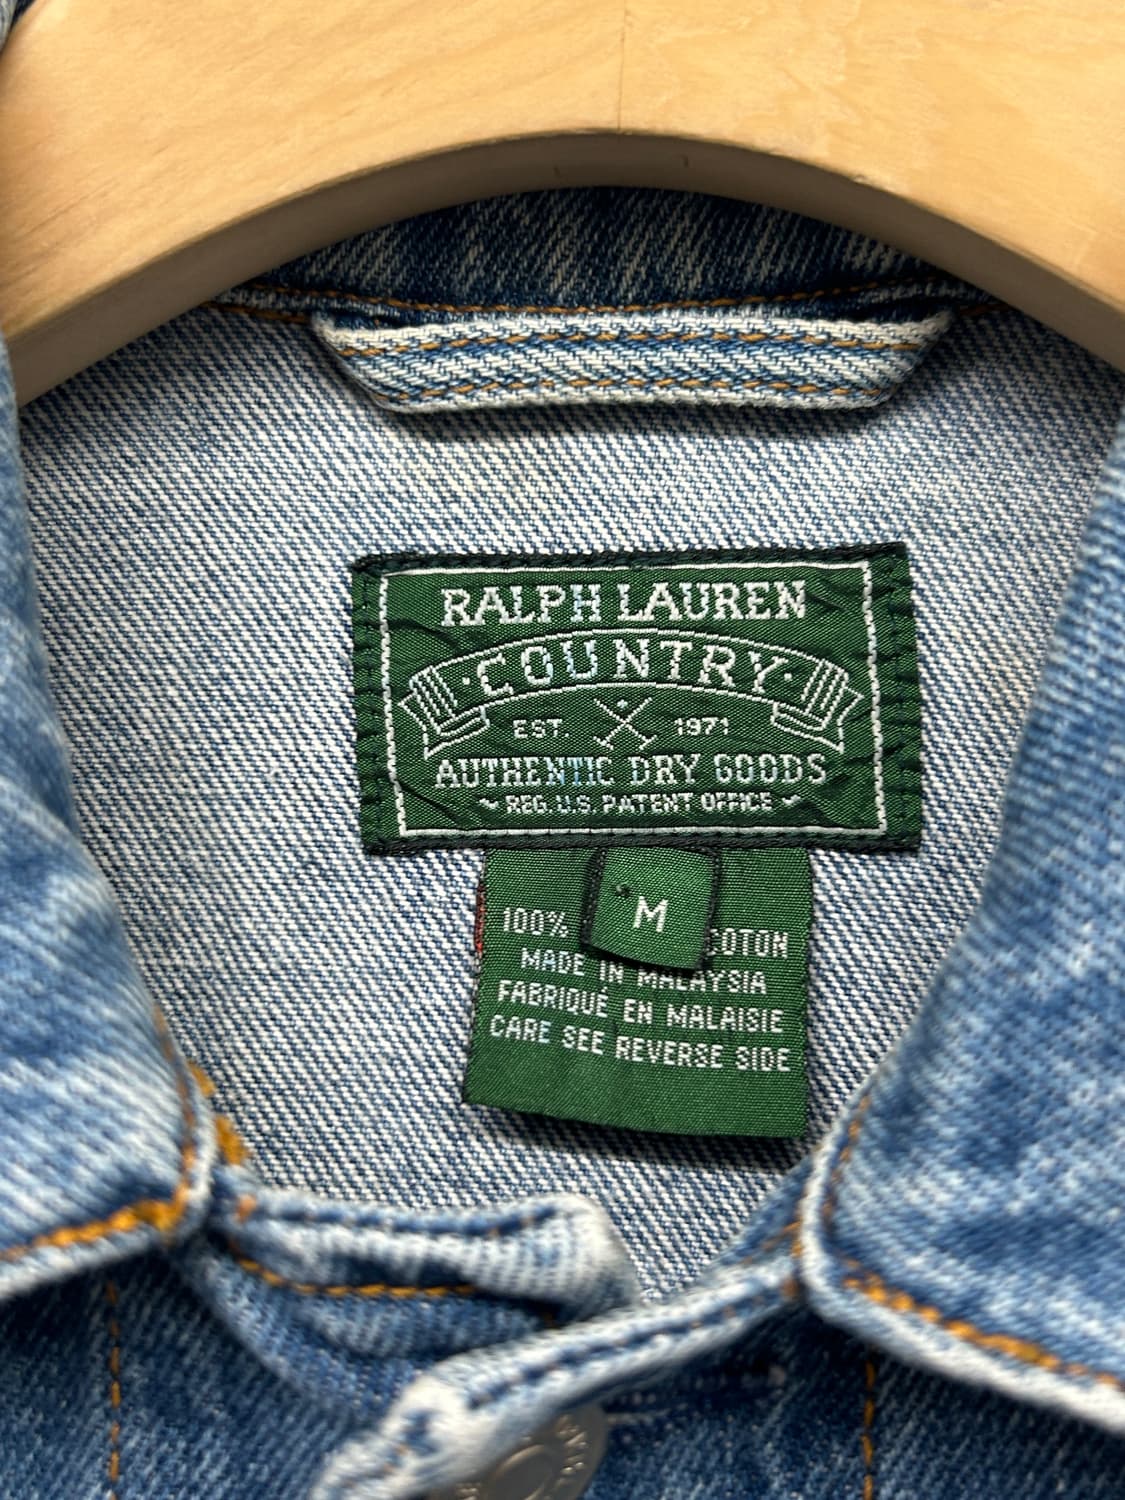 RALPH LAUREN
· COUNTRY ·
EST. 1971
AUTHENTIC DRY GOODS
REG. U.S. PATENT OFFICE
M
100% OTON
MADE IN MALAYSIA
FABRIQUÉ EN MALAISIE
CARE SEE REVERSE SIDE